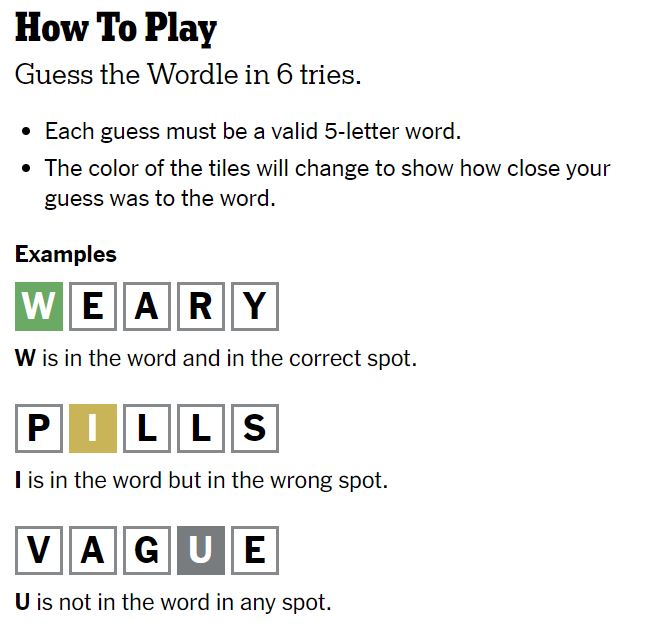 How To Play
Guess the Wordle in 6 tries.
• Each guess must be a valid 5-letter word.
• The color of the tiles will change to show how close your
guess was to the word.
Examples
W E A R Y
W is in the word and in the correct spot.
P I L L S
I is in the word but in the wrong spot.
V A G U E
U is not in the word in any spot.